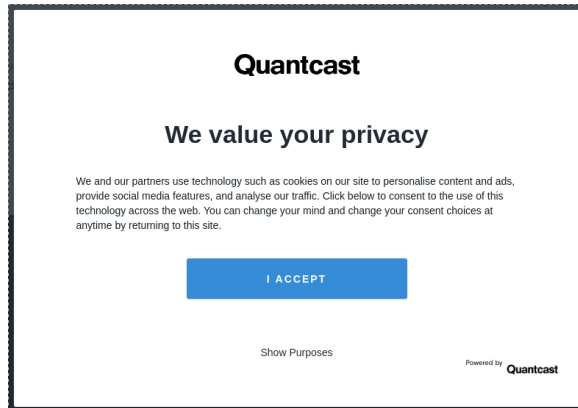 Quantcast
We value your privacy
We and our partners use technology such as cookies on our site to personalise content and ads,
provide social media features, and analyse our traffic. Click below to consent to the use of this
technology across the web. You can change your mind and change your consent choices at
anytime by returning to this site.
I ACCEPT
Show Purposes
Powered by Quantcast